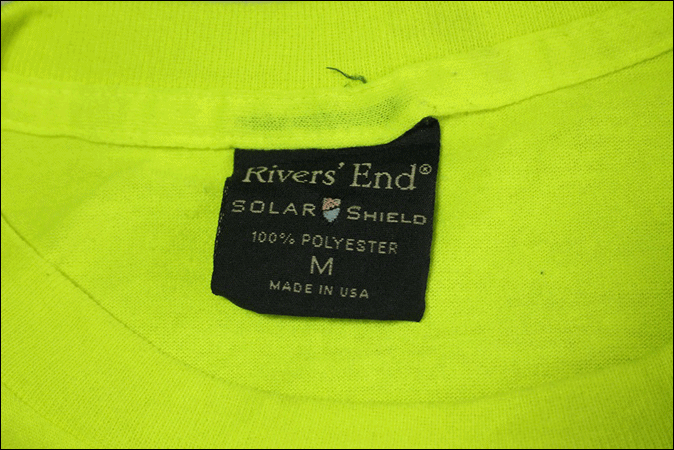 Rivers' End®
SOLAR SHIELD
100% POLYESTER
M
MADE IN USA